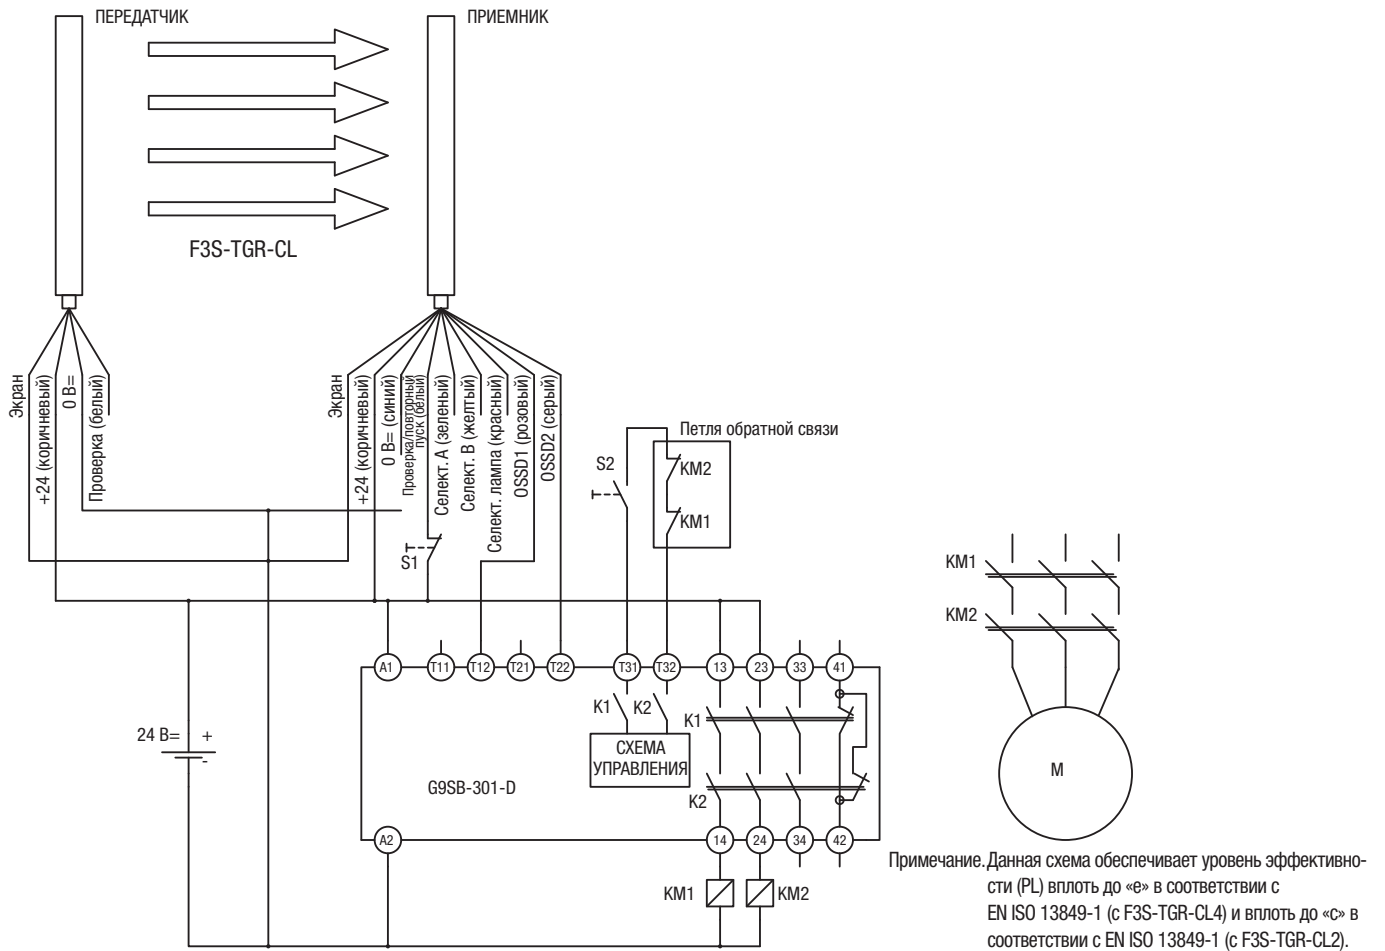 ПЕРЕДАТЧИК
ПРИЕМНИК
F3S-TGR-CL
Экран
+24 (коричневый)
0 В=
Проверка (белый)
Экран
+24 (коричневый)
0 В= (синий)
Проверка/повторный
пуск (белый)
Селект. A (зеленый)
Селект. B (желтый)
Селект. лампа (красный)
OSSD1 (розовый)
OSSD2 (серый)
Петля обратной связи
S2
KM2
KM1
S1
KM1
KM2
A1
T11
T12
T21
T22
T31
T32
13
23
33
41
K1
K2
K1
СХЕМА
УПРАВЛЕНИЯ
24 В=
+
-
G9SB-301-D
K2
M
A2
14
24
34
42
KM1
KM2
Примечание. Данная схема обеспечивает уровень эффективно-
сти (PL) вплоть до «e» в соответствии с
EN ISO 13849-1 (с F3S-TGR-CL4) и вплоть до «c» в
соответствии с EN ISO 13849-1 (с F3S-TGR-CL2).